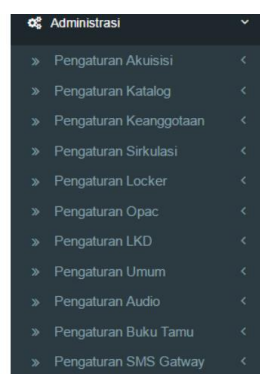 Administrasi
Pengaturan Akuisisi
Pengaturan Katalog
Pengaturan Keanggotaan
Pengaturan Sirkulasi
Pengaturan Locker
Pengaturan Opac
Pengaturan LKD
Pengaturan Umum
Pengaturan Audio
Pengaturan Buku Tamu
Pengaturan SMS Gatway